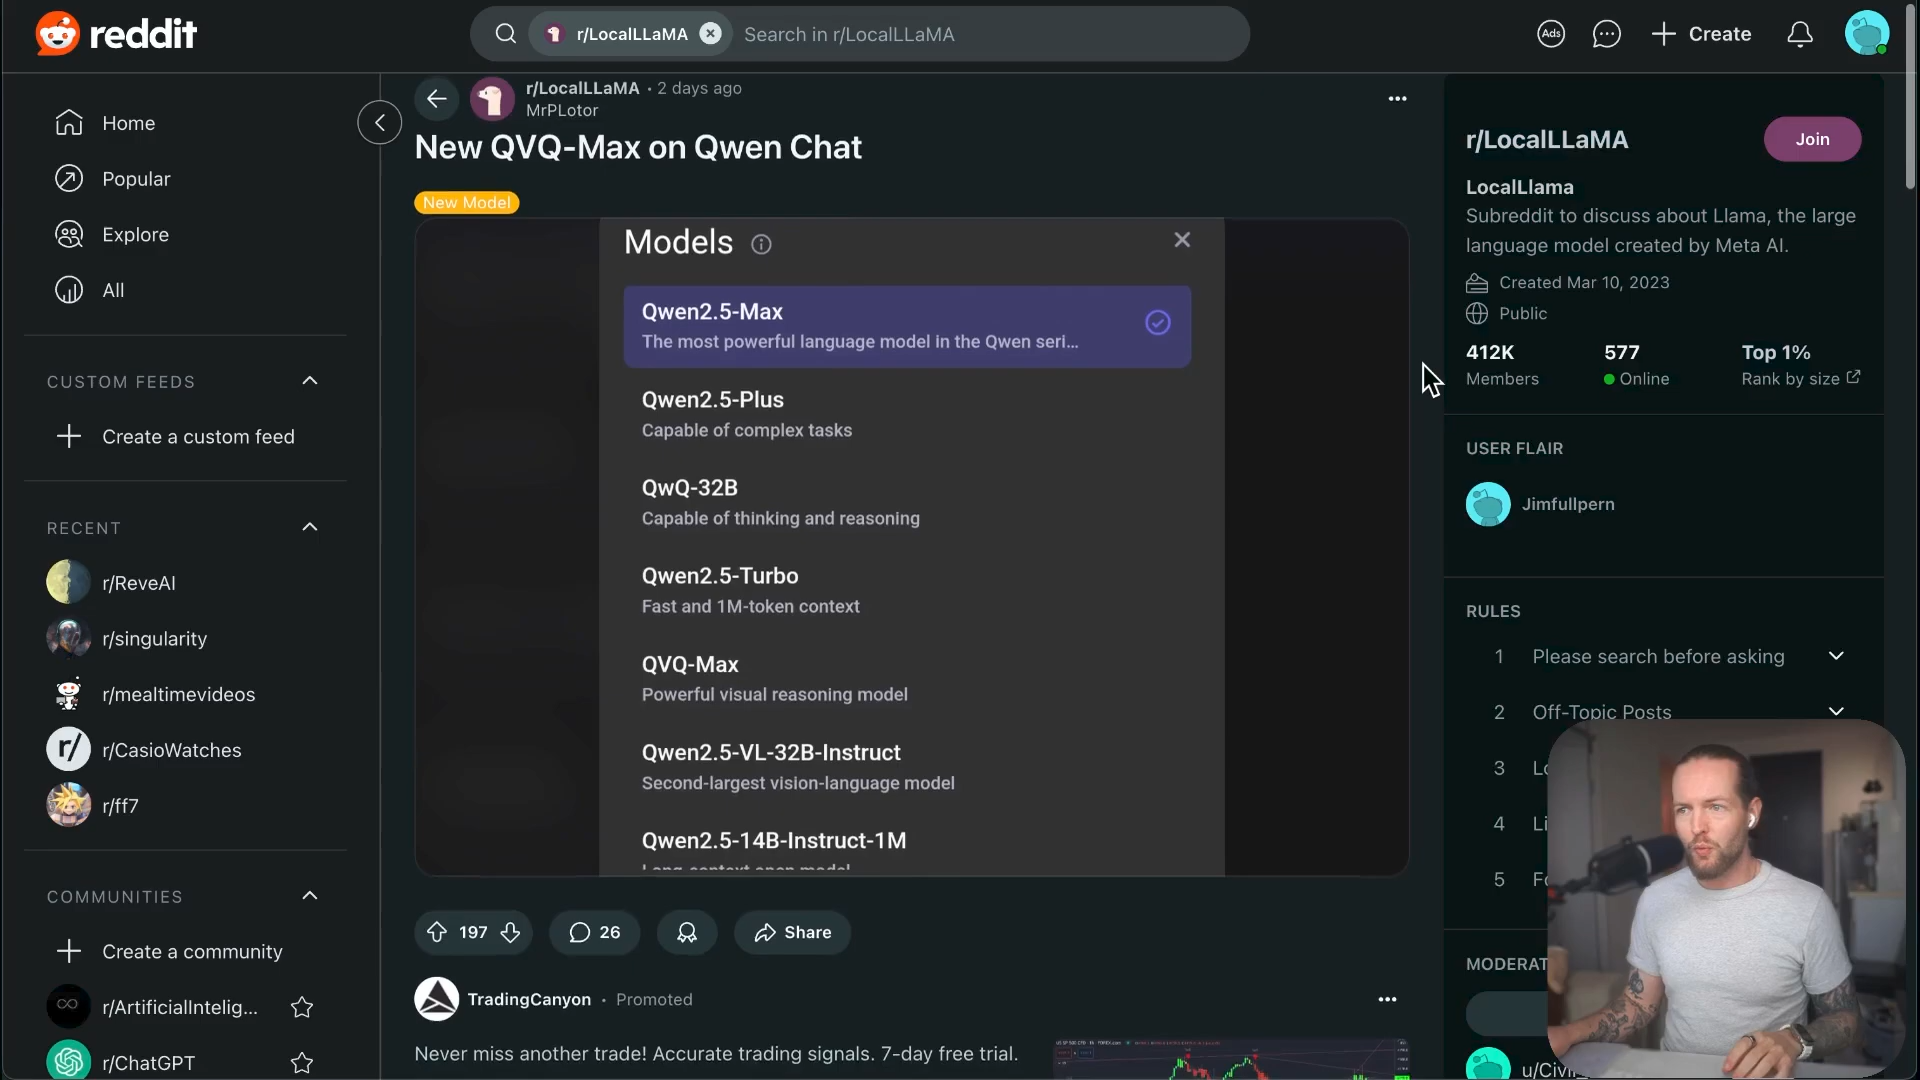 reddit
r/LocalLLaMA
Search in r/LocalLLaMA
Ads
Create
Home
Popular
Explore
All
CUSTOM FEEDS
Create a custom feed
RECENT
r/ReveAI
r/singularity
r/mealtimevideos
r/
r/CasioWatches
r/ff7
COMMUNITIES
Create a community
r/ArtificialIntelig...
r/ChatGPT
r/LocalLLaMA • 2 days ago
MrPLotor
New QVQ-Max on Qwen Chat
New Model
Models
Qwen2.5-Max
The most powerful language model in the Qwen seri...
Qwen2.5-Plus
Capable of complex tasks
QwQ-32B
Capable of thinking and reasoning
Qwen2.5-Turbo
Fast and 1M-token context
QVQ-Max
Powerful visual reasoning model
Qwen2.5-VL-32B-Instruct
Second-largest vision-language model
Qwen2.5-14B-Instruct-1M
Long-context open model
197
26
Share
TradingCanyon • Promoted
Never miss another trade! Accurate trading signals. 7-day free trial.
r/LocalLLaMA
Join
LocalLlama
Subreddit to discuss about Llama, the large
language model created by Meta AI.
Created Mar 10, 2023
Public
412K 577 Top 1%
Members Online Rank by size
USER FLAIR
Jimfullpern
RULES
1 Please search before asking
2 Off-Topic Posts
3
4 Li
5
MODERAT